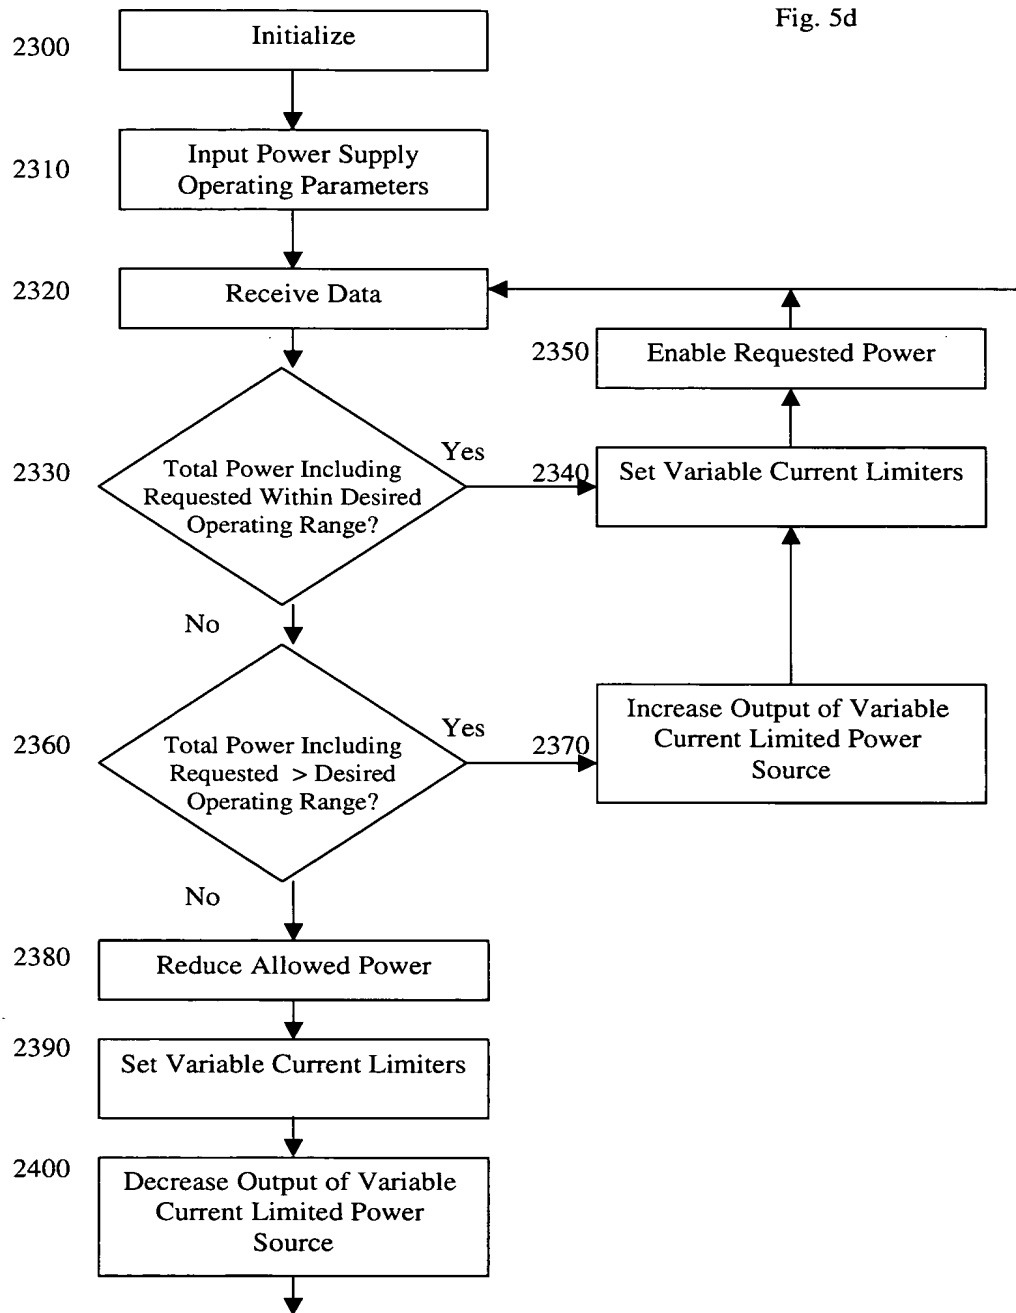 Fig. 5d
2300
Initialize
2310
Input Power Supply
Operating Parameters
2320
Receive Data
2350
Enable Requested Power
2330
Total Power Including
Requested Within Desired
Operating Range?
Yes
2340
Set Variable Current Limiters
No
2360
Total Power Including
Requested > Desired
Operating Range?
Yes
2370
Increase Output of Variable
Current Limited Power
Source
No
2380
Reduce Allowed Power
2390
Set Variable Current Limiters
2400
Decrease Output of Variable
Current Limited Power
Source